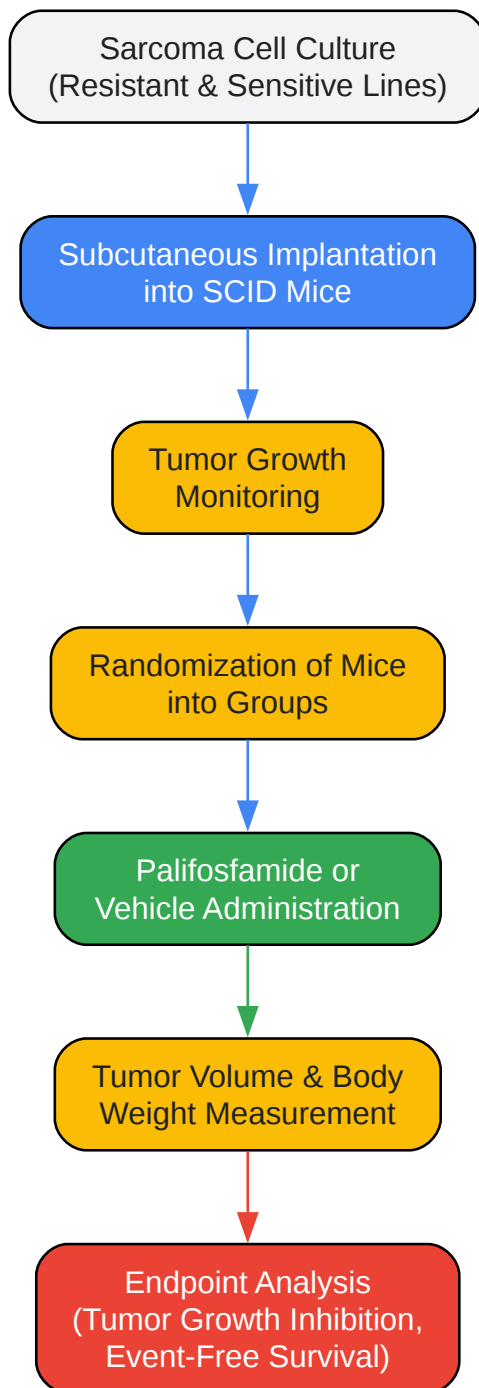 Sarcoma Cell Culture
(Resistant & Sensitive Lines)
Subcutaneous Implantation
into SCID Mice
Tumor Growth
Monitoring
Randomization of Mice
into Groups
Palifosfamide or
Vehicle Administration
Tumor Volume & Body
Weight Measurement
Endpoint Analysis
(Tumor Growth Inhibition,
Event-Free Survival)